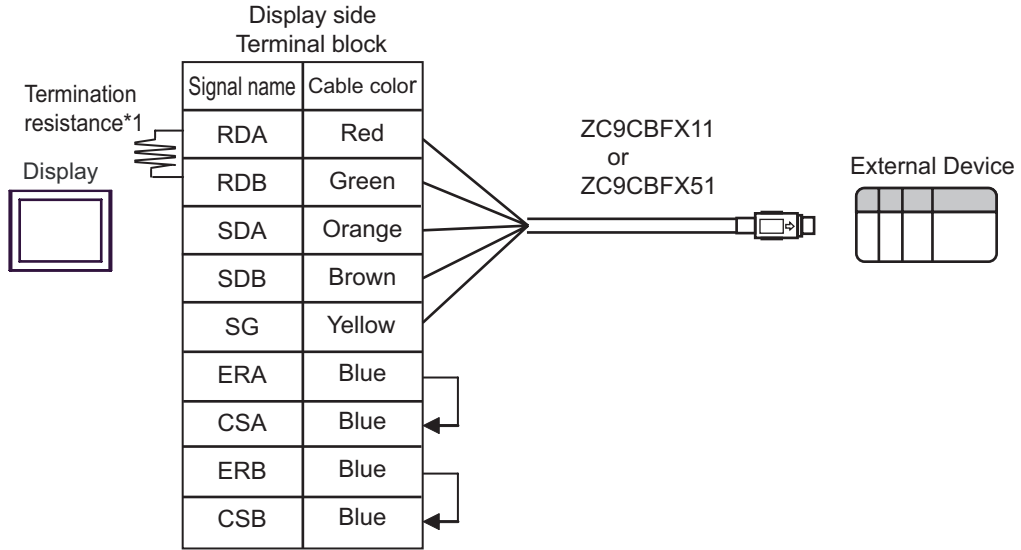 Display side
Terminal block
Signal name Cable color
Termination
resistance*1
RDA Red
ZC9CBFX11
or
ZC9CBFX51
Display
RDB Green
External Device
SDA Orange
SDB Brown
SG Yellow
ERA Blue
CSA Blue
ERB Blue
CSB Blue